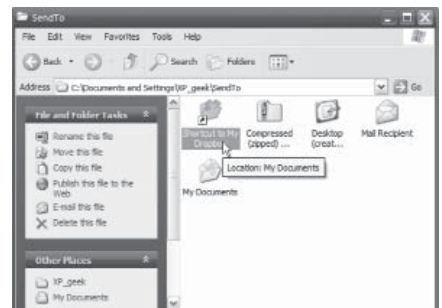 SendTo
File Edit View Favorites Tools Help
Back Search Folders
Address C:\Documents and Settings\XP_geek\SendTo Go
File and Folder Tasks
Rename this file
Move this file
Copy this file
Publish this file to the
Web
E-mail this file
Delete this file
Other Places
XP_geek
My Documents
Shortcut to My
Dropbo...
Compressed
(zipped) ...
Desktop
(creat...
Mail Recipient
Location: My Documents
My Documents